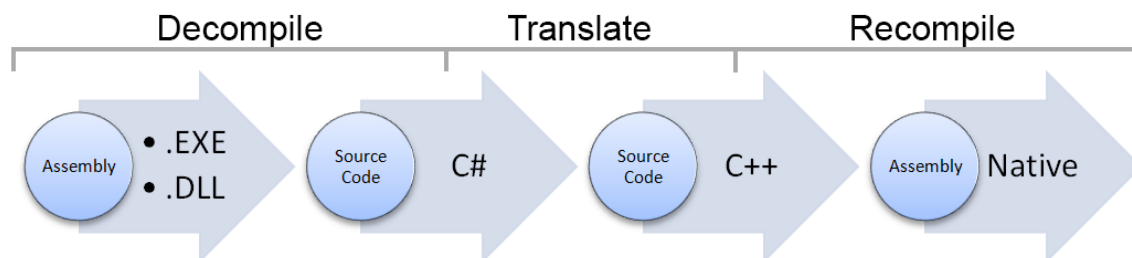 Decompile
Translate
Recompile
Assembly
• .EXE
• .DLL
Source
Code
C#
Source
Code
C++
Assembly
Native